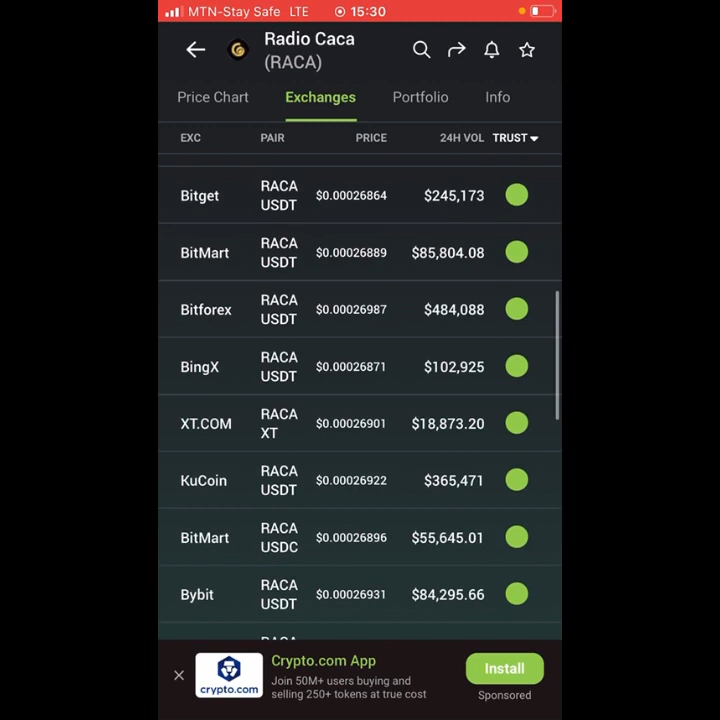 MTN-Stay Safe LTE 15:30
Radio Caca
(RACA)
Price Chart Exchanges Portfolio Info
EXC PAIR PRICE 24H VOL TRUST
Bitget RACA USDT $0.00026864 $245,173
BitMart RACA USDT $0.00026889 $85,804.08
Bitforex RACA USDT $0.00026987 $484,088
BingX RACA USDT $0.00026871 $102,925
XT.COM RACA XT $0.00026901 $18,873.20
KuCoin RACA USDT $0.00026922 $365,471
BitMart RACA USDC $0.00026896 $55,645.01
Bybit RACA USDT $0.00026931 $84,295.66
crypto.com
Crypto.com App
Join 50M+ users buying and
selling 250+ tokens at true cost
Install
Sponsored